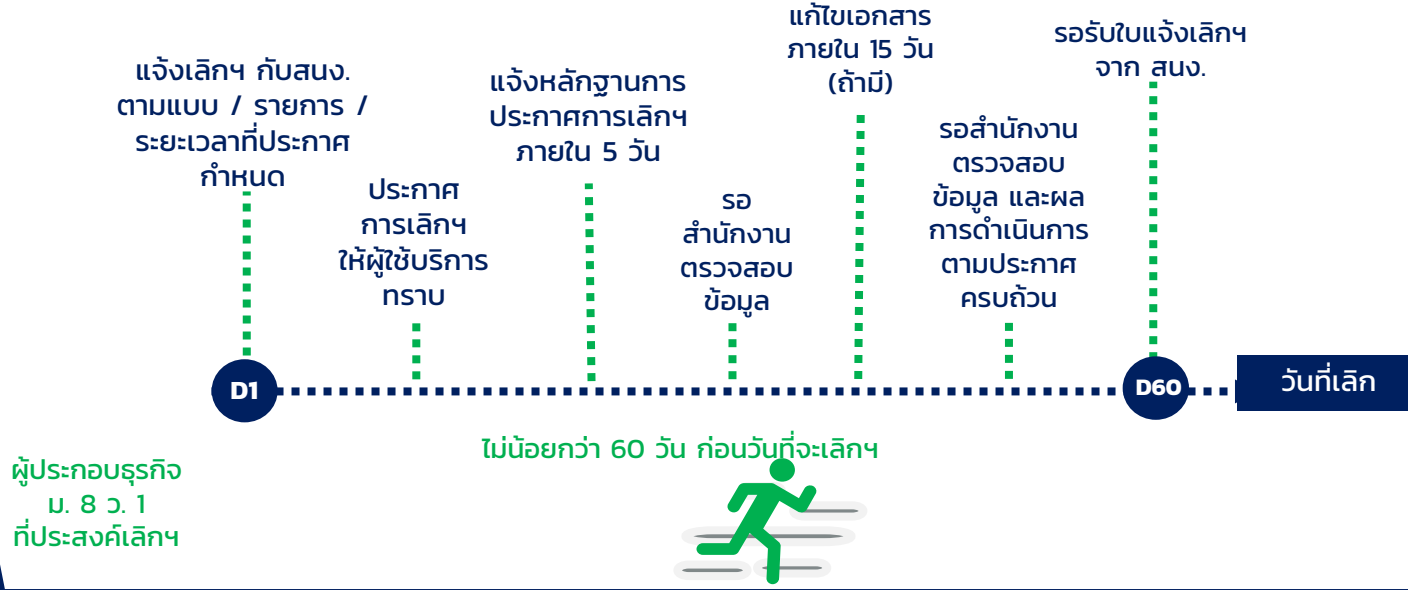 แจ้งเลิกฯ กับสนง.
ตามแบบ / รายการ /
ระยะเวลาที่ประกาศ
กำหนด
ประกาศ
การเลิกฯ
ให้ผู้ใช้บริการ
ทราบ
แจ้งหลักฐานการ
ประกาศการเลิกฯ
ภายใน 5 วัน
รอ
สำนักงาน
ตรวจสอบ
ข้อมูล
แก้ไขเอกสาร
ภายใน 15 วัน
(ถ้ามี)
รอสำนักงาน
ตรวจสอบ
ข้อมูล และผล
การดำเนินการ
ตามประกาศ
ครบถ้วน
รอรับใบแจ้งเลิกฯ
จาก สนง.
D1
D60
วันที่เลิก
ไม่น้อยกว่า 60 วัน ก่อนวันที่จะเลิกฯ
ผู้ประกอบธุรกิจ
ม. 8 ว. 1
ที่ประสงค์เลิกฯ